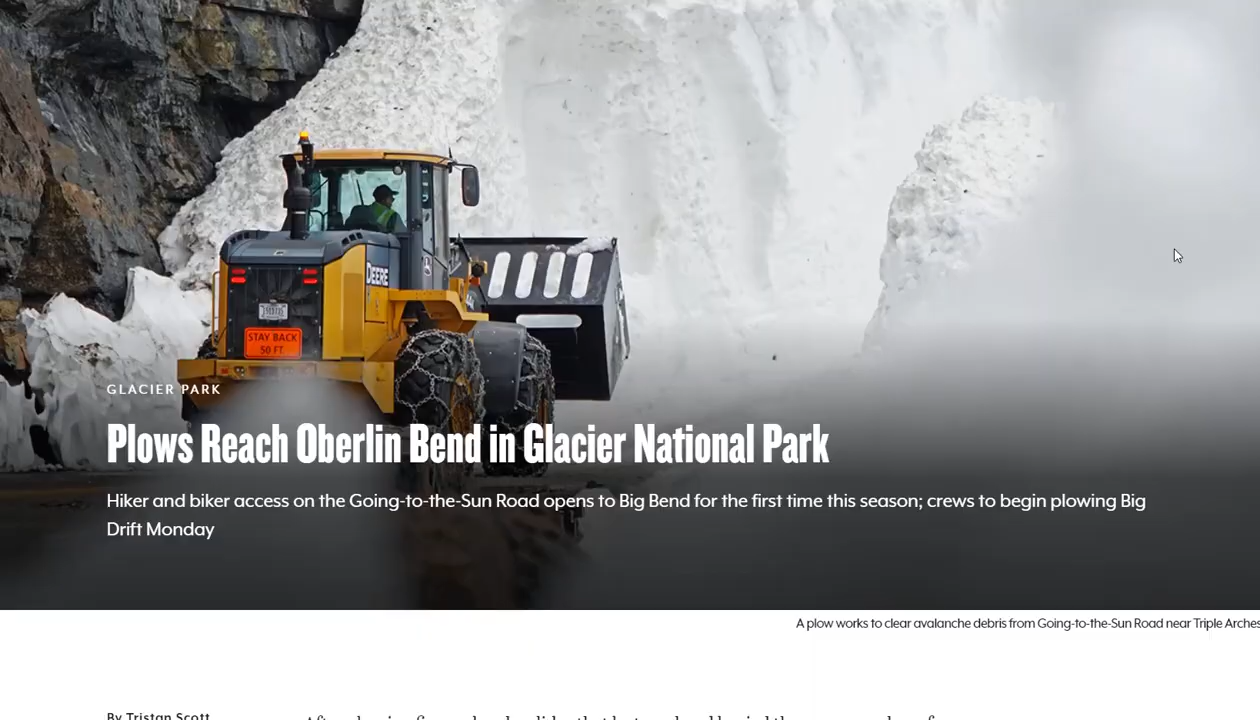 DEERE
STAY BACK
50 FT.
GLACIER PARK
Plows Reach Oberlin Bend in Glacier National Park
Hiker and biker access on the Going-to-the-Sun Road opens to Big Bend for the first time this season; crews to begin plowing Big
Drift Monday
A plow works to clear avalanche debris from Going-to-the-Sun Road near Triple Arches
By Tristan Scott